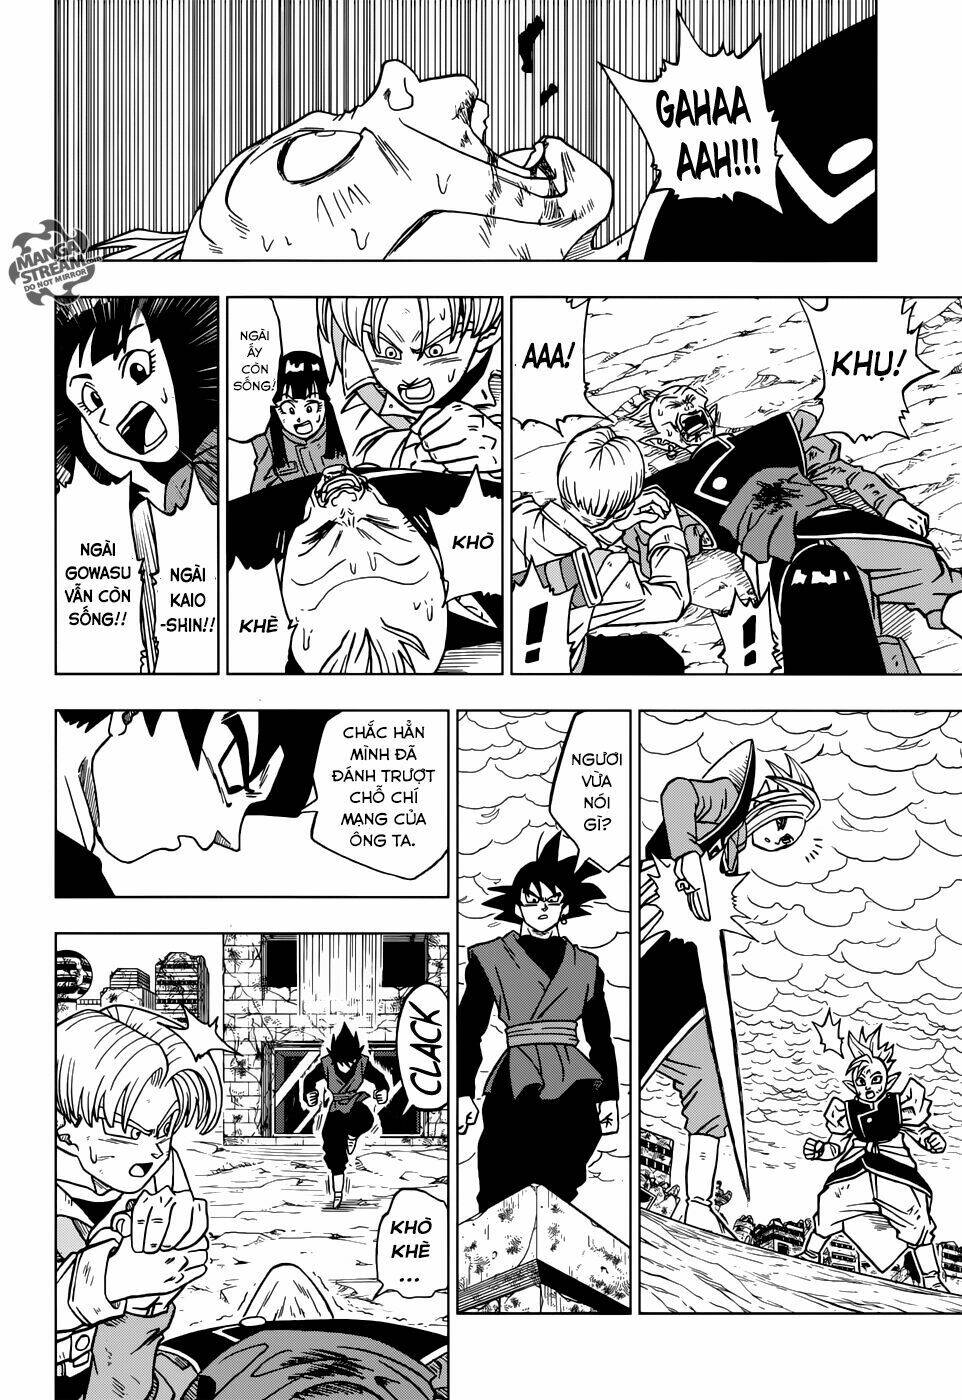 GAHAA
AAH!!!
MANGA
STREAM.com
DO NOT MIRROR
KHỤ!
AAA!
!!
!!
NGÀI
ẤY
CÒN
SỐNG!
KHÔ
KHÈ
NGÀI
KAIO
-SHIN!!
NGÀI
GOWASU
VẪN CÒN
SỐNG!!
NGƯƠI
VỪA
NÓI
GÌ?
CHẮC HẲN
MÌNH ĐÃ
ĐÁNH TRƯỢT
CHỖ CHÍ
MẠNG CỦA
ÔNG TA.
CLACK
KHÒ
KHÈ
...